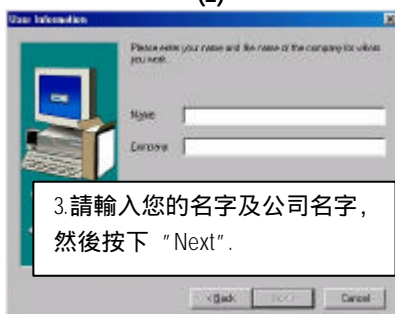 User Information
Please enter your name and the name of the company for whom
you work.
Name:
Company:
3.請輸入您的名字及公司名字,
然後按下 "Next".
< Back
Cancel